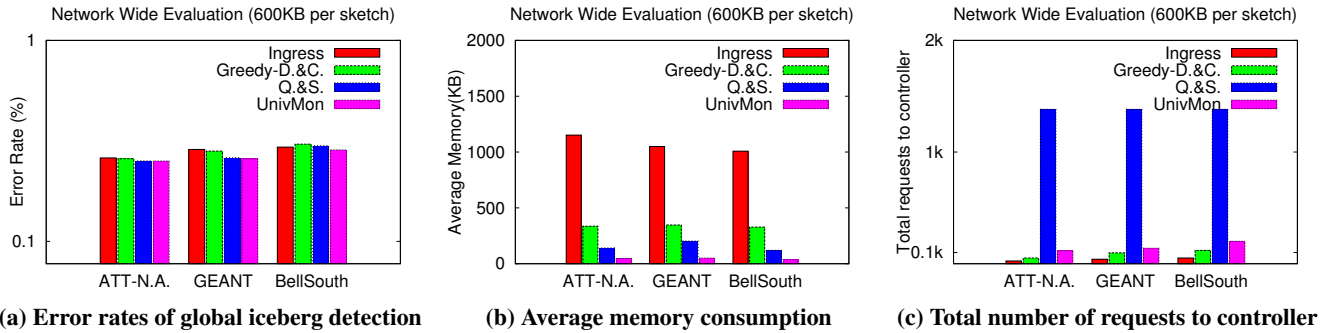 Network Wide Evaluation (600KB per sketch)
1
0.1
Error Rate (%)
Ingress
Greedy-D.&C.
Q.&S.
UnivMon
ATT-N.A. GEANT BellSouth
(a) Error rates of global iceberg detection
Network Wide Evaluation (600KB per sketch)
2000
1500
1000
500
0
Average Memory(KB)
Ingress
Greedy-D.&C.
Q.&S.
UnivMon
ATT-N.A. GEANT BellSouth
(b) Average memory consumption
Network Wide Evaluation (600KB per sketch)
2k
1k
0.1k
Total requests to controller
Ingress
Greedy-D.&C.
Q.&S.
UnivMon
ATT-N.A. GEANT BellSouth
(c) Total number of requests to controller